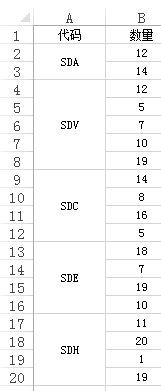 A B
1 代码 数量
2 SDA 12
3 14
4 12
5 5
6 SDV 7
7 10
8 19
9 14
10 SDC 8
11 16
12 5
13 18
14 SDE 7
15 19
16 10
17 11
18 SDH 20
19 1
20 19